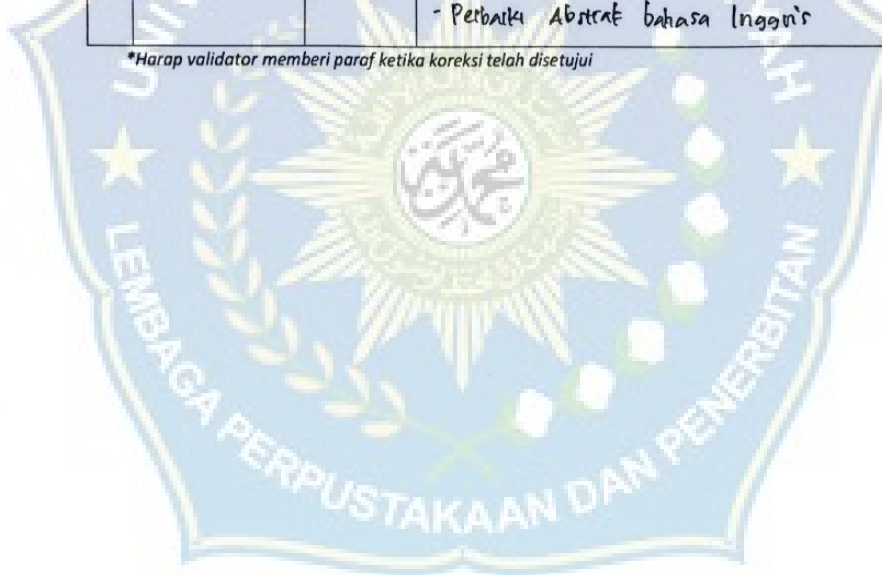 - Perbaiki Abstrak bahasa Inggris
*Harap validator memberi paraf ketika koreksi telah disetujui
LEMBAGA PERPUSTAKAAN DAN PENERBITAN